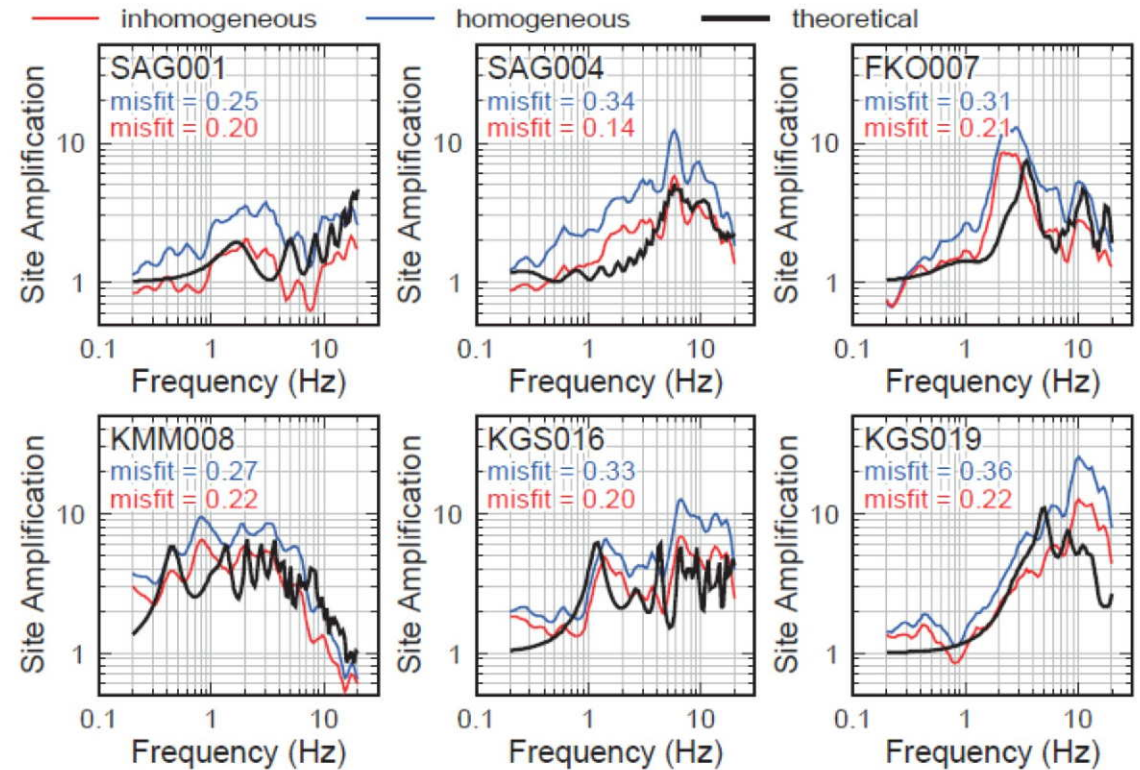 inhomogeneous homogeneous theoretical
SAG001
misfit = 0.25
misfit = 0.20
Site Amplification
10
1
0.1 1 10
Frequency (Hz)
SAG004
misfit = 0.34
misfit = 0.14
Site Amplification
10
1
0.1 1 10
Frequency (Hz)
FKO007
misfit = 0.31
misfit = 0.21
Site Amplification
10
1
0.1 1 10
Frequency (Hz)
KMM008
misfit = 0.27
misfit = 0.22
Site Amplification
10
1
0.1 1 10
Frequency (Hz)
KGS016
misfit = 0.33
misfit = 0.20
Site Amplification
10
1
0.1 1 10
Frequency (Hz)
KGS019
misfit = 0.36
misfit = 0.22
Site Amplification
10
1
0.1 1 10
Frequency (Hz)